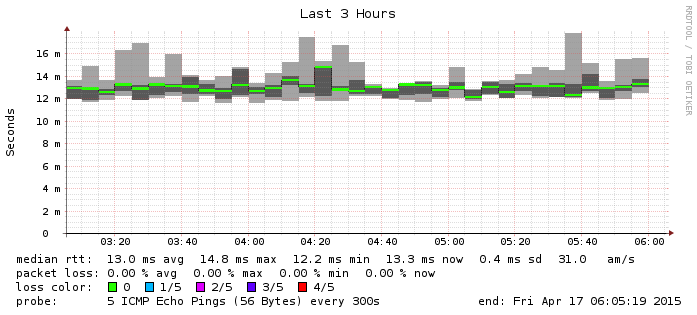 Last 3 Hours
RRDTOOL / TOBI OETIKER
Seconds
16 m
14 m
12 m
10 m
8 m
6 m
4 m
2 m
0
03:20 03:40 04:00 04:20 04:40 05:00 05:20 05:40 06:00
median rtt: 13.0 ms avg 14.8 ms max 12.2 ms min 13.3 ms now 0.4 ms sd 31.0 am/s
packet loss: 0.00 % avg 0.00 % max 0.00 % min 0.00 % now
loss color: 0 1/5 2/5 3/5 4/5
probe: 5 ICMP Echo Pings (56 Bytes) every 300s end: Fri Apr 17 06:05:19 2015